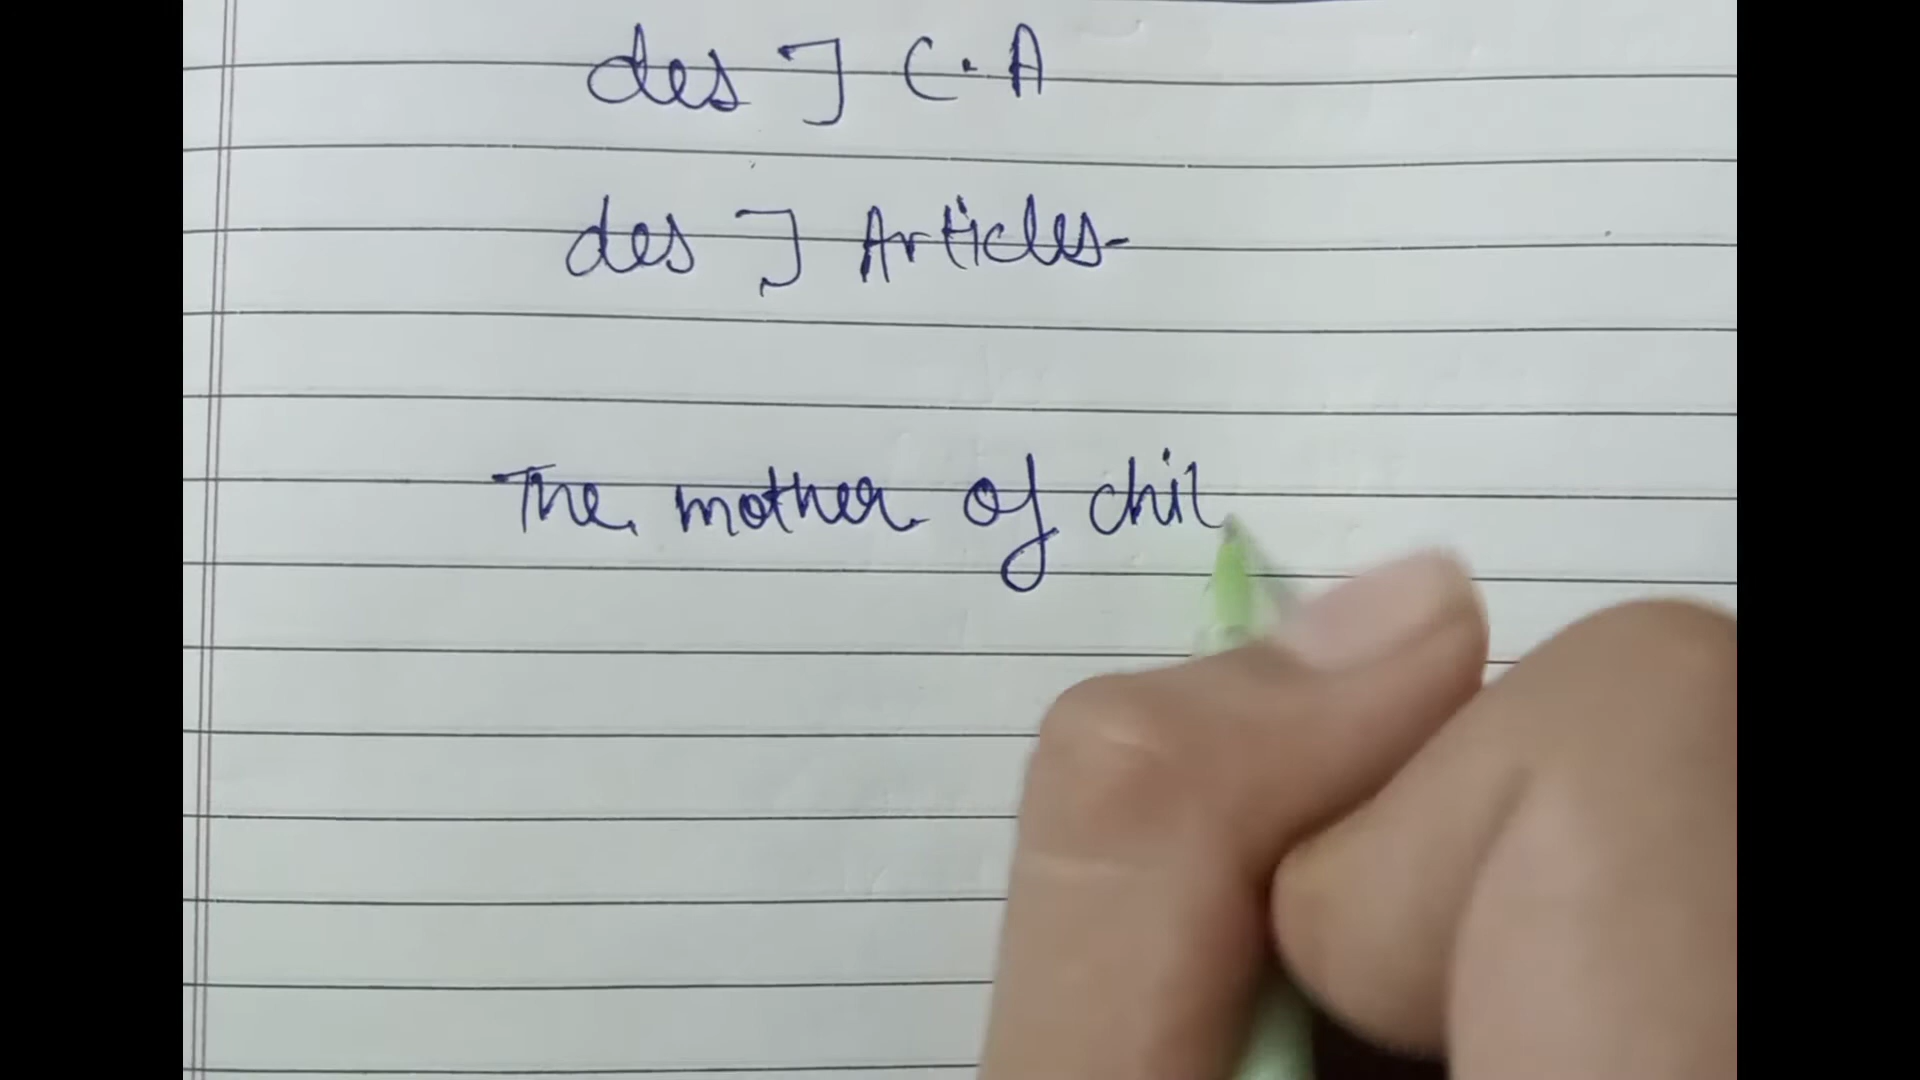 des ] C.A
des ] Articles-
The mother of chil